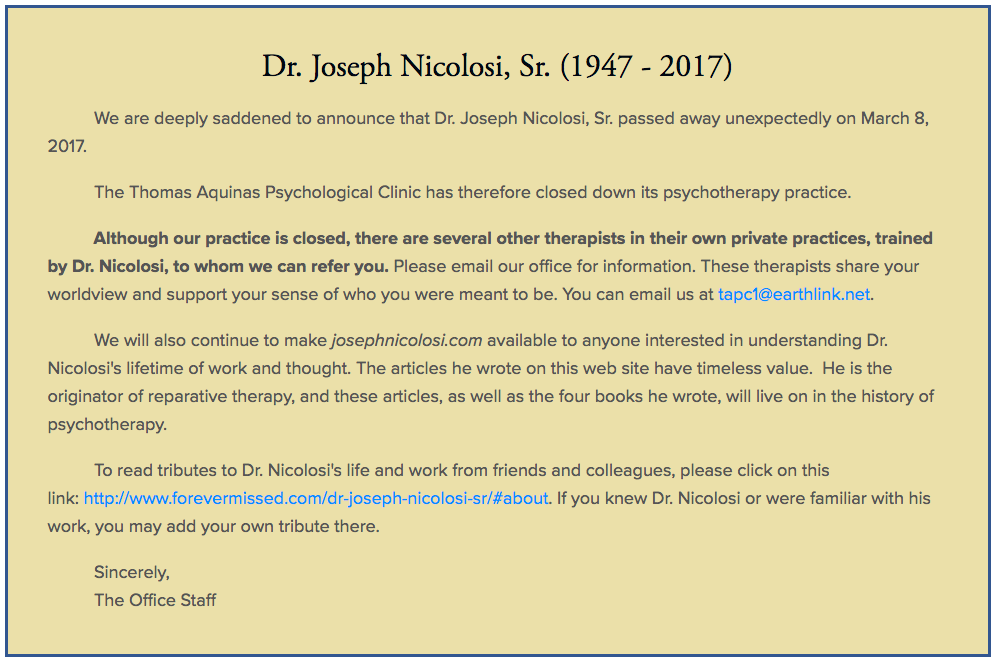 Dr. Joseph Nicolosi, Sr. (1947 - 2017)
We are deeply saddened to announce that Dr. Joseph Nicolosi, Sr. passed away unexpectedly on March 8,
2017.
The Thomas Aquinas Psychological Clinic has therefore closed down its psychotherapy practice.
Although our practice is closed, there are several other therapists in their own private practices, trained
by Dr. Nicolosi, to whom we can refer you. Please email our office for information. These therapists share your
worldview and support your sense of who you were meant to be. You can email us at tapc1@earthlink.net.
We will also continue to make josephnicolosi.com available to anyone interested in understanding Dr.
Nicolosi's lifetime of work and thought. The articles he wrote on this web site have timeless value.  He is the
originator of reparative therapy, and these articles, as well as the four books he wrote, will live on in the history of
psychotherapy.
To read tributes to Dr. Nicolosi's life and work from friends and colleagues, please click on this
link: http://www.forevermissed.com/dr-joseph-nicolosi-sr/#about. If you knew Dr. Nicolosi or were familiar with his
work, you may add your own tribute there.
Sincerely,
The Office Staff